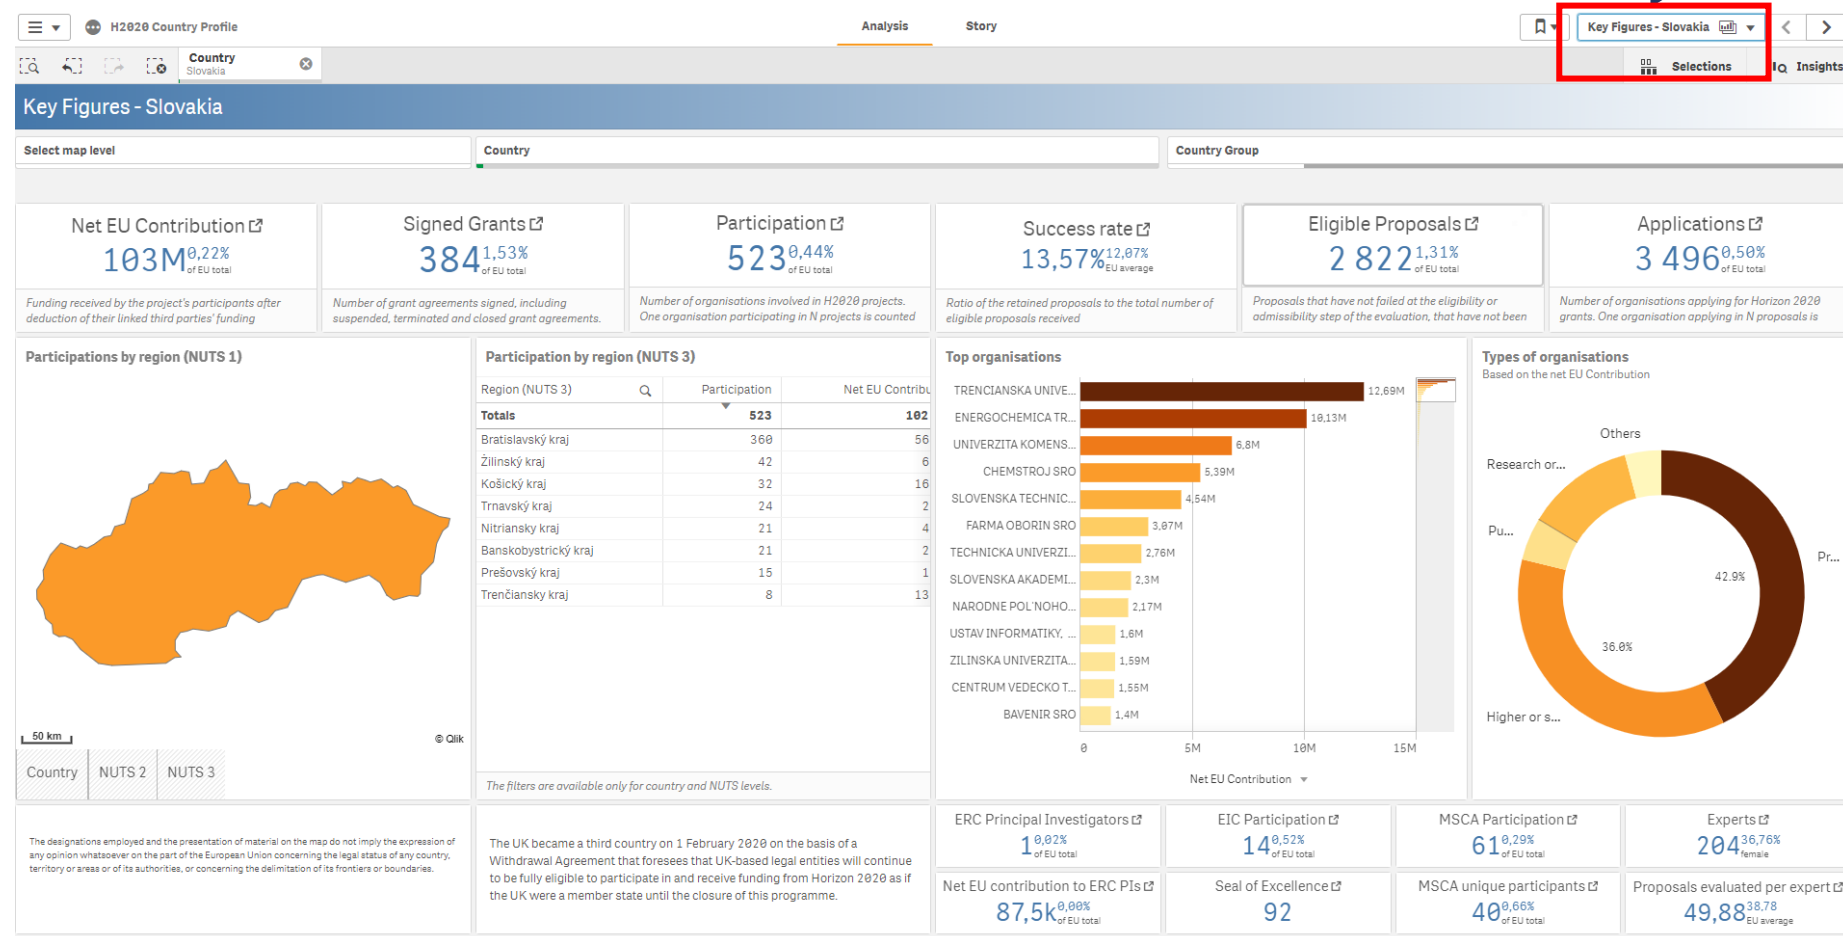 H2020 Country Profile
Analysis
Story
Key Figures - Slovakia
Country
Slovakia
Selections
Insights
Key Figures - Slovakia
Select map level
Country
Country Group
Net EU Contribution
103M 0,22%
of EU total
Funding received by the project's participants after
deduction of their linked third parties' funding
Signed Grants
384 1,53%
of EU total
Number of grant agreements signed, including
suspended, terminated and closed grant agreements.
Participation
523 0,44%
of EU total
Number of organisations involved in H2020 projects.
One organisation participating in N projects is counted
Success rate
13,57% 12,07%
EU average
Ratio of the retained proposals to the total number of
eligible proposals received
Eligible Proposals
2 822 1,31%
of EU total
Proposals that have not failed at the eligibility or
admissibility step of the evaluation, that have not been
Applications
3 496 0,50%
of EU total
Number of organisations applying for Horizon 2020
grants. One organisation applying in N proposals is
Participations by region (NUTS 1)
50 km
© Qlik
Country NUTS 2 NUTS 3
Participation by region (NUTS 3)
Region (NUTS 3) Participation Net EU Contribu
Totals 523 102
Bratislavský kraj 360 56
Žilinský kraj 42 6
Košický kraj 32 16
Trnavský kraj 24 2
Nitriansky kraj 21 4
Banskobystrický kraj 21 2
Prešovský kraj 15 1
Trenčiansky kraj 8 13
The filters are available only for country and NUTS levels.
Top organisations
TRENCIANSKA UNIVE... 12,69M
ENERGOCHEMICA TR... 10,13M
UNIVERZITA KOMENS... 6,8M
CHEMSTROJ SRO 5,39M
SLOVENSKA TECHNIC... 4,54M
FARMA OBORIN SRO 3,07M
TECHNICKA UNIVERZI... 2,76M
SLOVENSKA AKADEMI... 2,3M
NARODNE POL'NOHO... 2,17M
USTAV INFORMATIKY, ... 1,6M
ZILINSKA UNIVERZITA... 1,59M
CENTRUM VEDECKO T... 1,55M
BAVENIR SRO 1,4M
0 5M 10M 15M
Net EU Contribution
Types of organisations
Based on the net EU Contribution
Others
Research or...
Pu...
Pr...
42.9%
36.0%
Higher or s...
The designations employed and the presentation of material on the map do not imply the expression of
any opinion whatsoever on the part of the European Union concerning the legal status of any country,
territory or areas or of its authorities, or concerning the delimitation of its frontiers or boundaries.
The UK became a third country on 1 February 2020 on the basis of a
Withdrawal Agreement that foresees that UK-based legal entities will continue
to be fully eligible to participate in and receive funding from Horizon 2020 as if
the UK were a member state until the closure of this programme.
ERC Principal Investigators
1 0,02%
of EU total
EIC Participation
14 0,52%
of EU total
MSCA Participation
61 0,29%
of EU total
Experts
204 36,76%
female
Net EU contribution to ERC PIs
87,5k 0,00%
of EU total
Seal of Excellence
92
MSCA unique participants
40 0,66%
of EU total
Proposals evaluated per expert
49,88 38,78
EU average